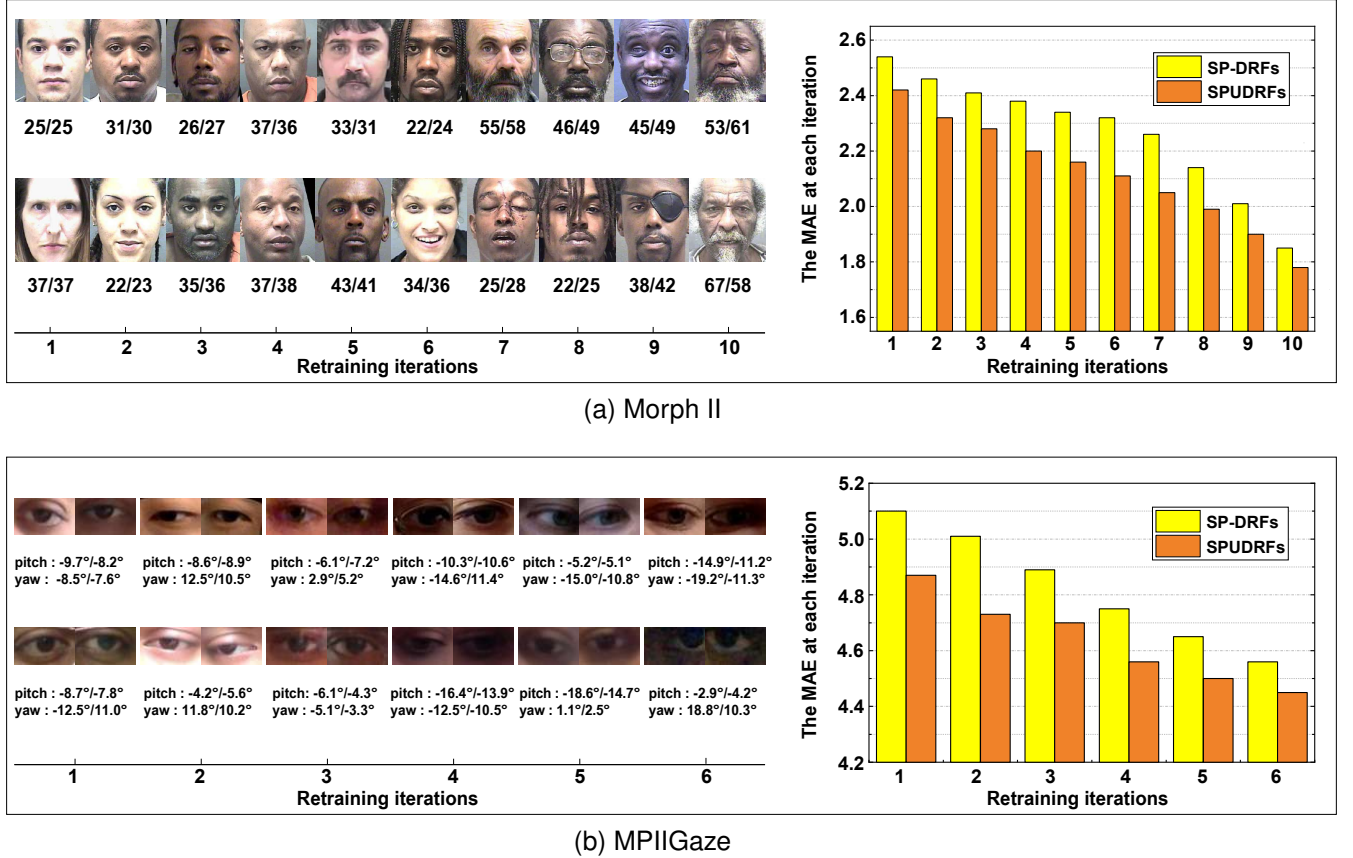 25/25 31/30 26/27 37/36 33/31 22/24 55/58 46/49 45/49 53/61
37/37 22/23 35/36 37/38 43/41 34/36 25/28 22/25 38/42 67/58
1 2 3 4 5 6 7 8 9 10
Retraining iterations
The MAE at each iteration
2.6
2.4
2.2
2.0
1.8
1.6
SP-DRFs
SPUDRFs
1 2 3 4 5 6 7 8 9 10
Retraining iterations
(a) Morph II
pitch : -9.7°/-8.2° pitch : -8.6°/-8.9° pitch : -6.1°/-7.2° pitch : -10.3°/-10.6° pitch : -5.2°/-5.1° pitch : -14.9°/-11.2°
yaw : -8.5°/-7.6° yaw : 12.5°/10.5° yaw : 2.9°/5.2° yaw : -14.6°/11.4° yaw : -15.0°/-10.8° yaw : -19.2°/-11.3°
pitch : -8.7°/-7.8° pitch : -4.2°/-5.6° pitch: -6.1°/-4.3° pitch : -16.4°/-13.9° pitch : -18.6°/-14.7° pitch : -2.9°/-4.2°
yaw : -12.5°/11.0° yaw : 11.8°/10.2° yaw : -5.1°/-3.3° yaw : -12.5°/-10.5° yaw : 1.1°/2.5° yaw : 18.8°/10.3°
1 2 3 4 5 6
Retraining iterations
The MAE at each iteration
5.2
5.0
4.8
4.6
4.4
4.2
SP-DRFs
SPUDRFs
1 2 3 4 5 6
Retraining iterations
(b) MPIIGaze